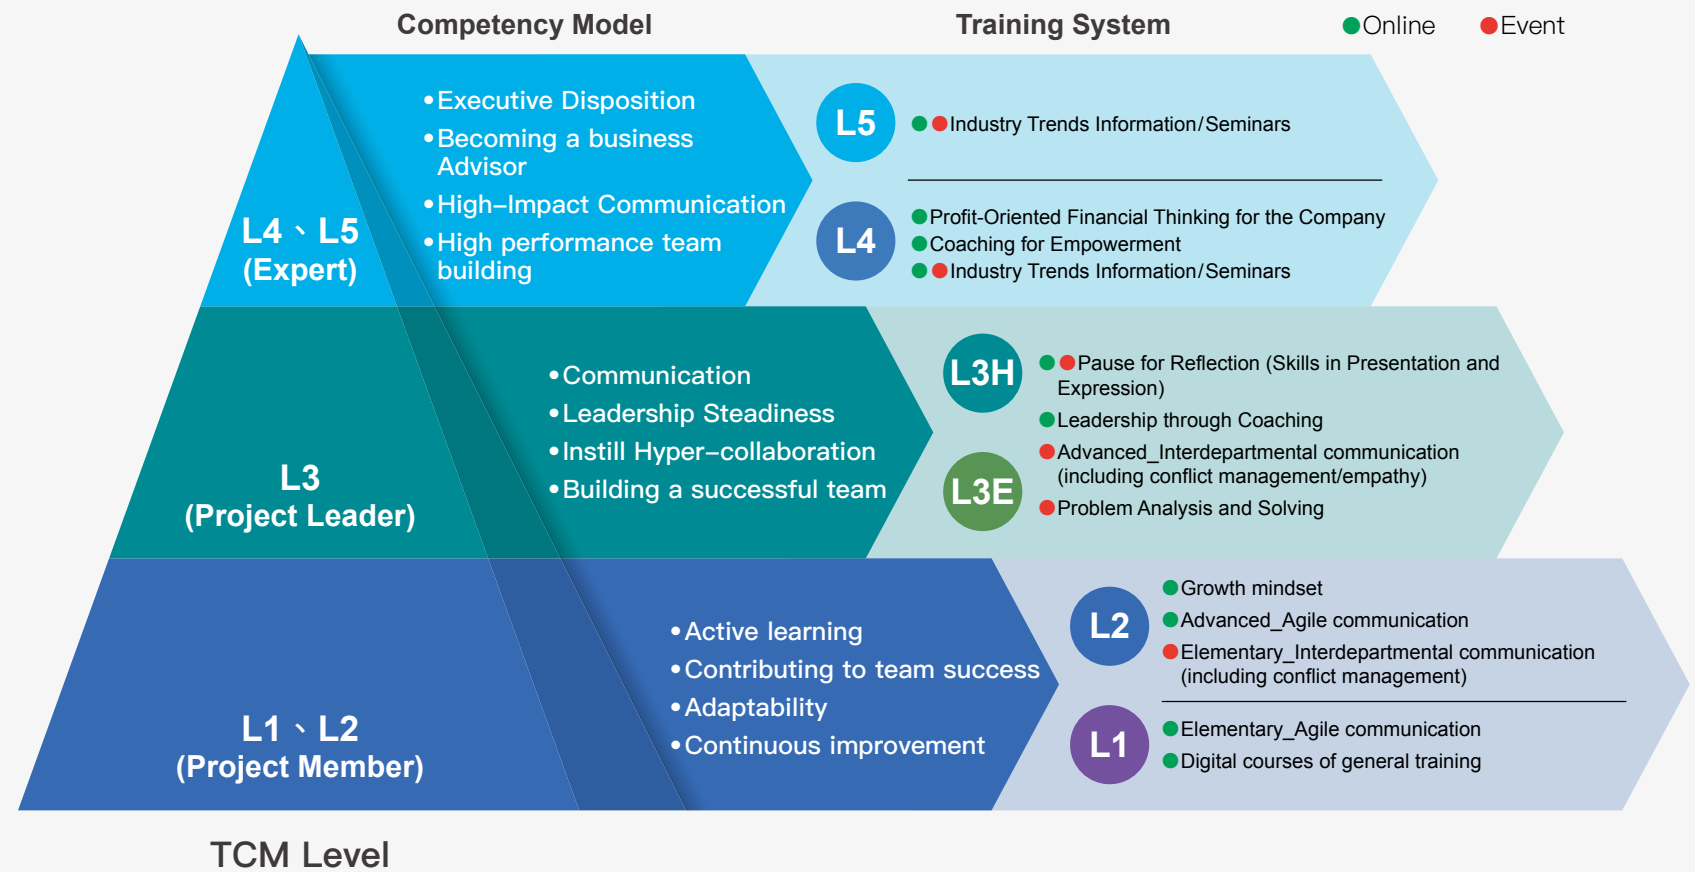 Competency Model
Training System
●Online
●Event
L4、L5
(Expert)
•Executive Disposition
•Becoming a business
Advisor
•High–Impact Communication
•High performance team
building
L5
●●Industry Trends Information/Seminars
L4
●Profit-Oriented Financial Thinking for the Company
●Coaching for Empowerment
●●Industry Trends Information/Seminars
L3
(Project Leader)
•Communication
•Leadership Steadiness
•Instill Hyper–collaboration
•Building a successful team
L3H
L3E
●●Pause for Reflection (Skills in Presentation and
Expression)
●Leadership through Coaching
●Advanced_Interdepartmental communication
(including conflict management/empathy)
●Problem Analysis and Solving
L1、L2
(Project Member)
•Active learning
•Contributing to team success
•Adaptability
•Continuous improvement
L2
●Growth mindset
●Advanced_Agile communication
●Elementary_Interdepartmental communication
(including conflict management)
L1
●Elementary_Agile communication
●Digital courses of general training
TCM Level